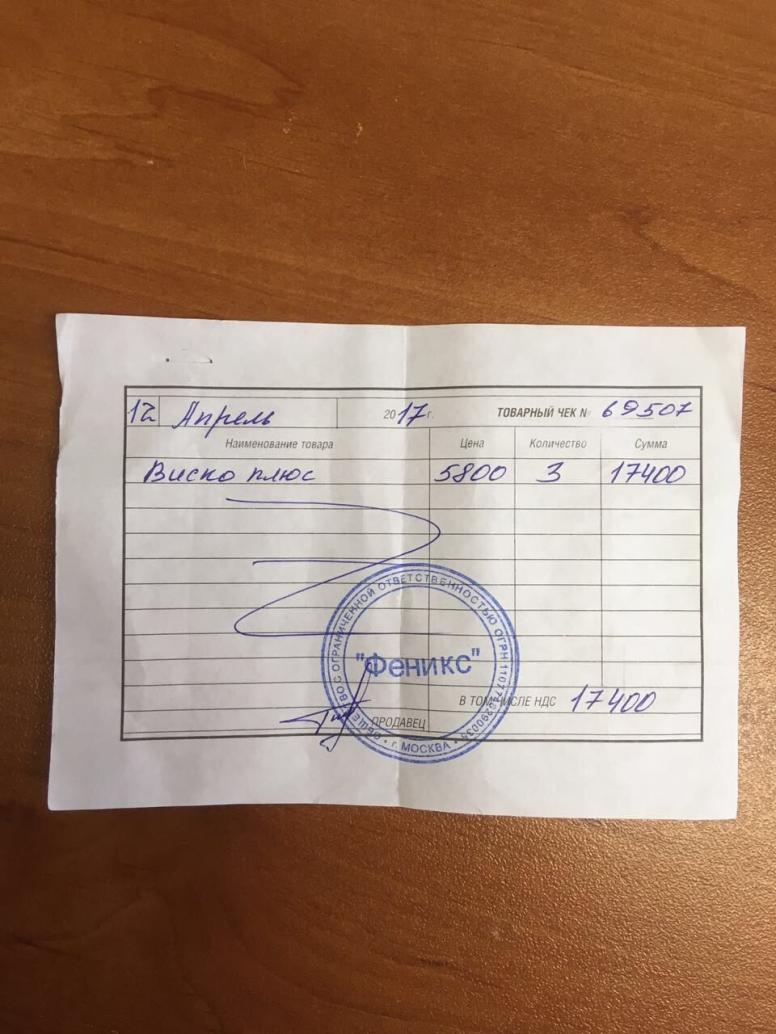 12 Апрель 2017 г. ТОВАРНЫЙ ЧЕК № 69507
Наименование товара Цена Количество Сумма
Виско плюс 5800 3 17400
ОБЩЕСТВО С ОГРАНИЧЕННОЙ ОТВЕТСТВЕННОСТЬЮ ОГРН
"Феникс"
• г. МОСКВА •
В ТОМ ЧИСЛЕ НДС 17400
ПРОДАВЕЦ